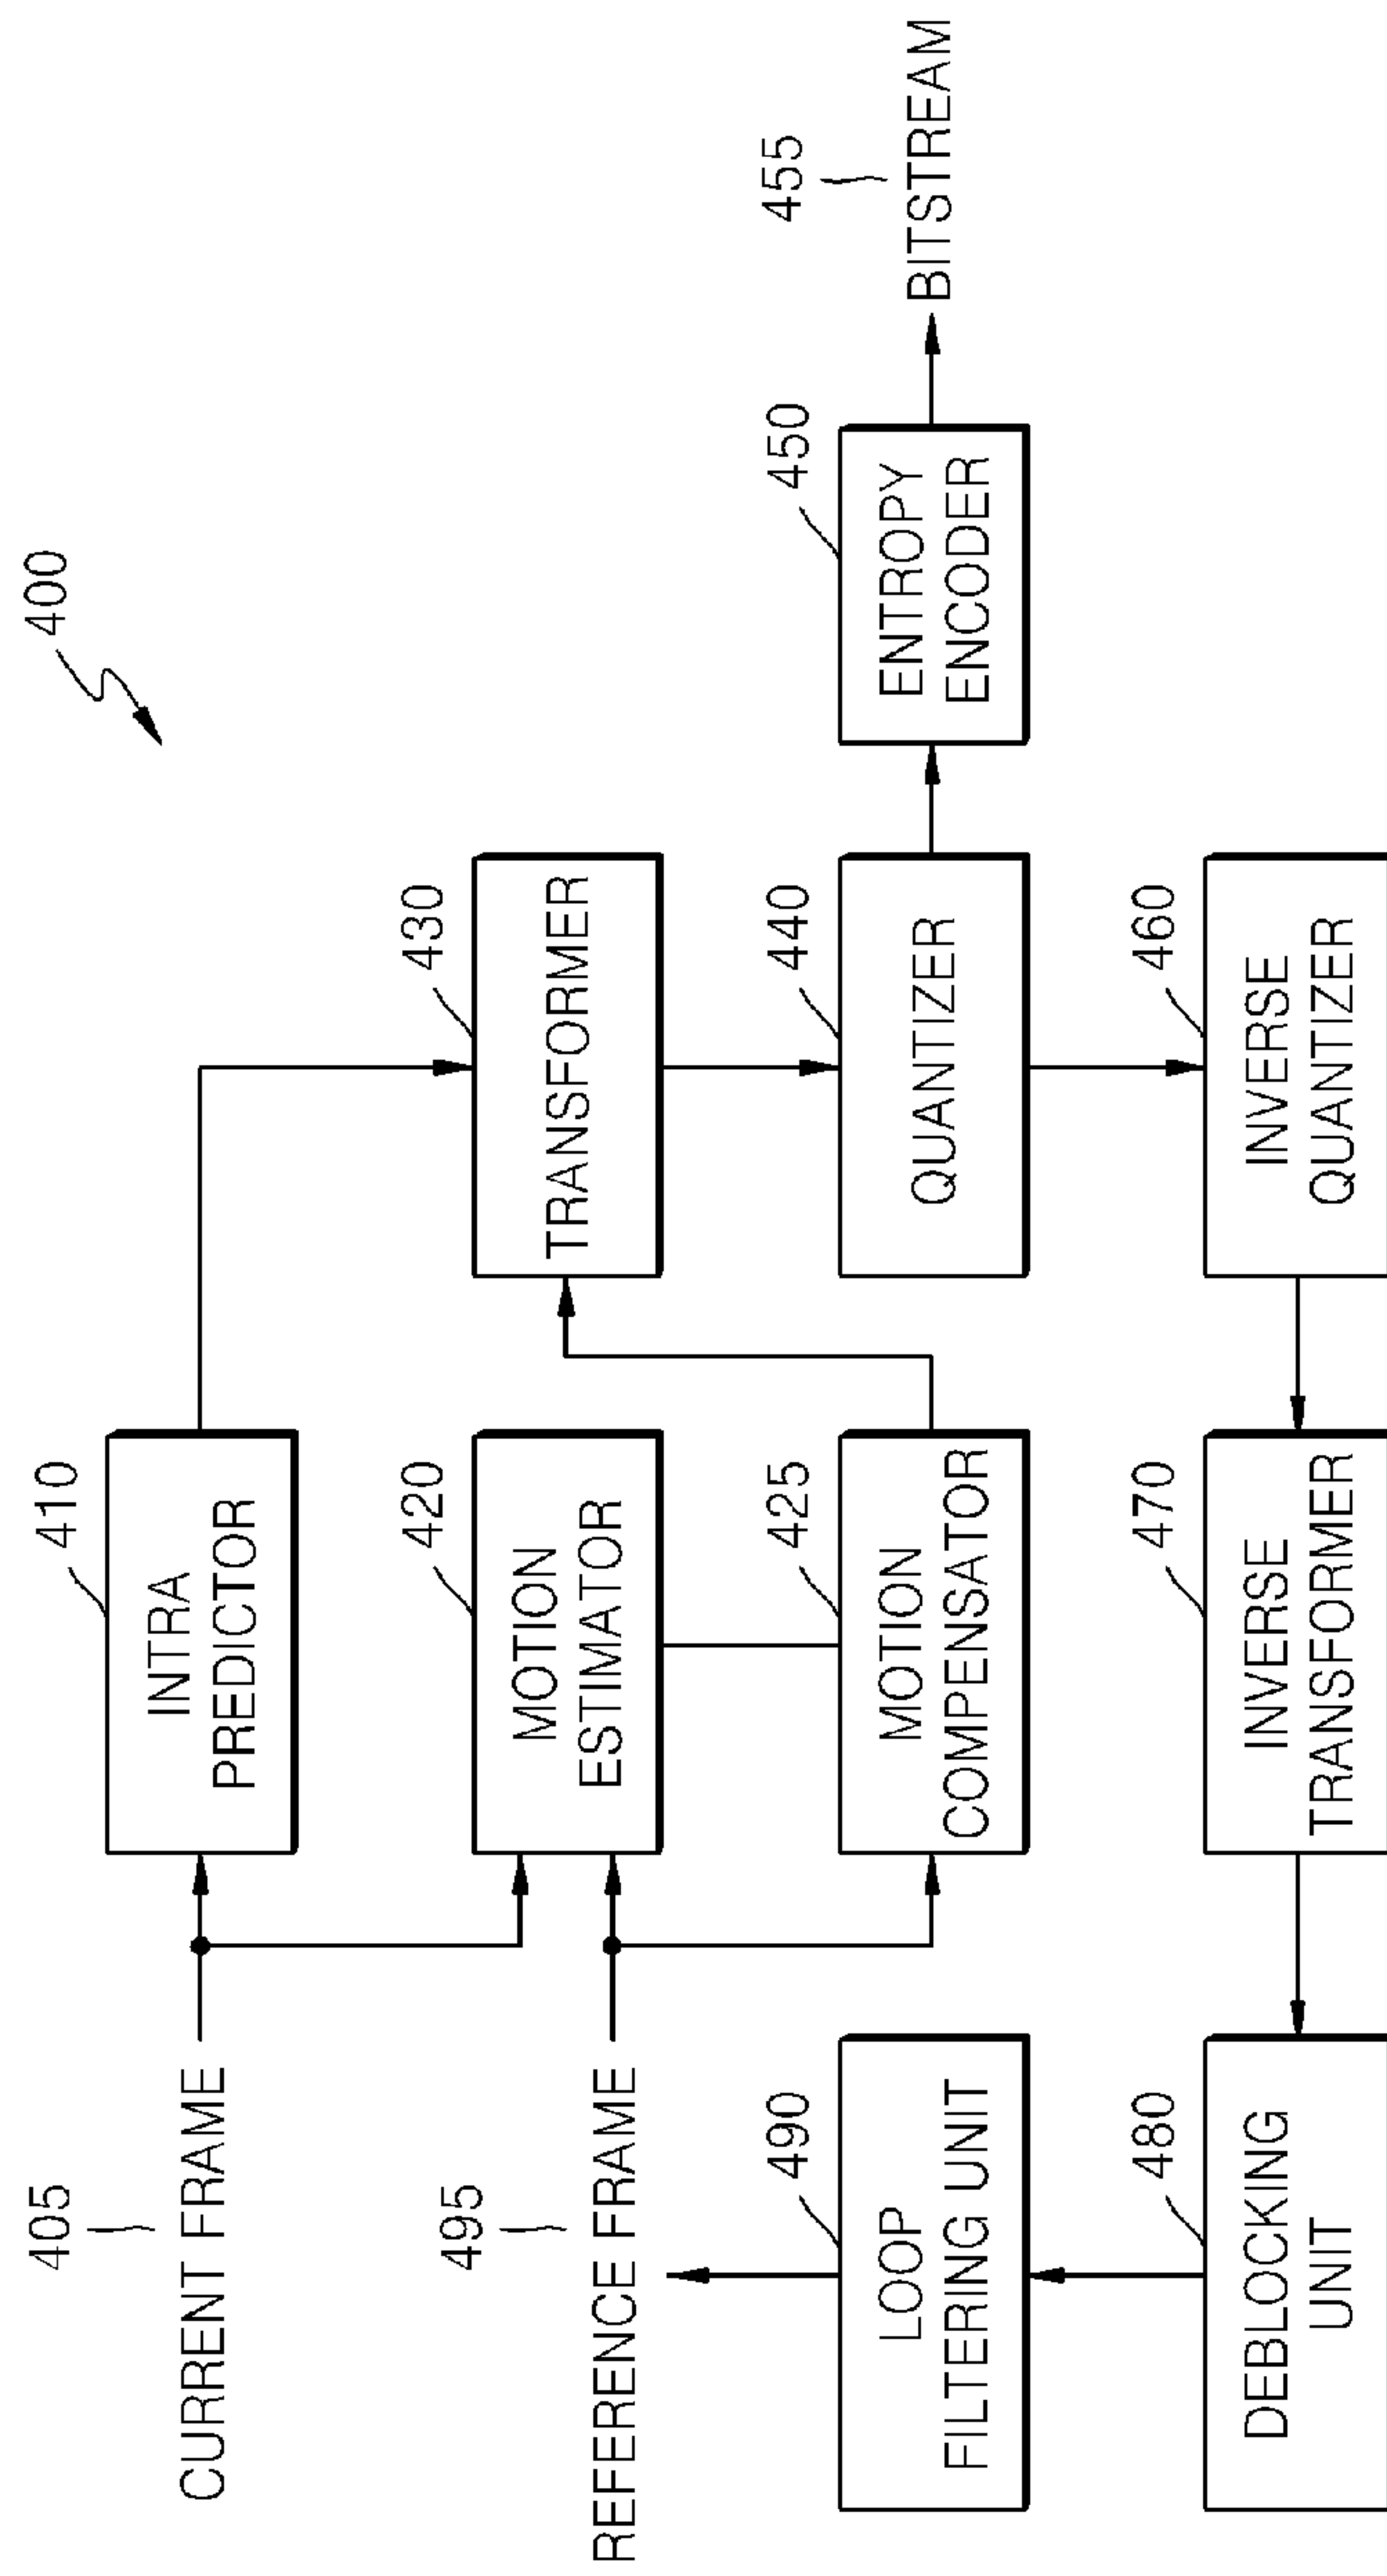 400
405
CURRENT FRAME
410
INTRA
PREDICTOR
495
REFERENCE FRAME
420
MOTION
ESTIMATOR
430
TRANSFORMER
490
LOOP
FILTERING UNIT
425
MOTION
COMPENSATOR
440
QUANTIZER
450
ENTROPY
ENCODER
455
BITSTREAM
480
DEBLOCKING
UNIT
470
INVERSE
TRANSFORMER
460
INVERSE
QUANTIZER